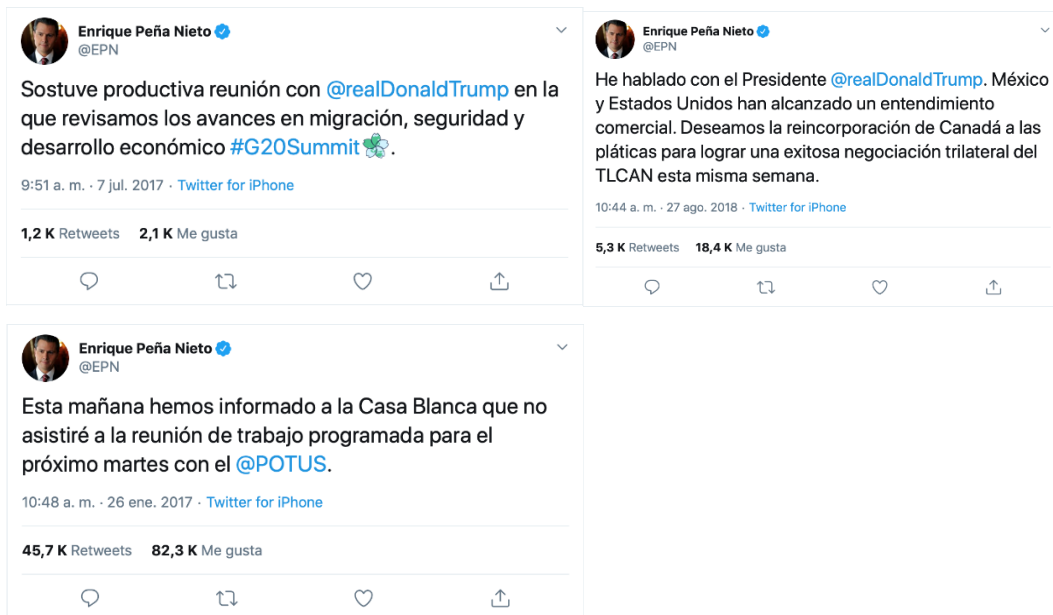 Enrique Peña Nieto
@EPN
Sostuve productiva reunión con @realDonaldTrump en la
que revisamos los avances en migración, seguridad y
desarrollo económico #G20Summit.
9:51 a. m. · 7 jul. 2017 · Twitter for iPhone
1,2 K Retweets 2,1 K Me gusta
Enrique Peña Nieto
@EPN
He hablado con el Presidente @realDonaldTrump. México
y Estados Unidos han alcanzado un entendimiento
comercial. Deseamos la reincorporación de Canadá a las
pláticas para lograr una exitosa negociación trilateral del
TLCAN esta misma semana.
10:44 a. m. · 27 ago. 2018 · Twitter for iPhone
5,3 K Retweets 18,4 K Me gusta
Enrique Peña Nieto
@EPN
Esta mañana hemos informado a la Casa Blanca que no
asistiré a la reunión de trabajo programada para el
próximo martes con el @POTUS.
10:48 a. m. · 26 ene. 2017 · Twitter for iPhone
45,7 K Retweets 82,3 K Me gusta